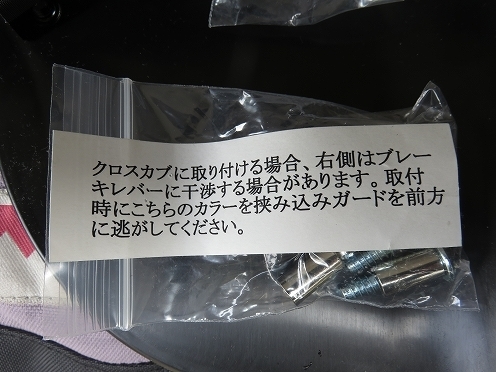 クロスカブに取り付ける場合、右側はブレー
キレバーに干渉する場合があります。取付
時にこちらのカラーを挟み込みガードを前方
に逃がしてください。